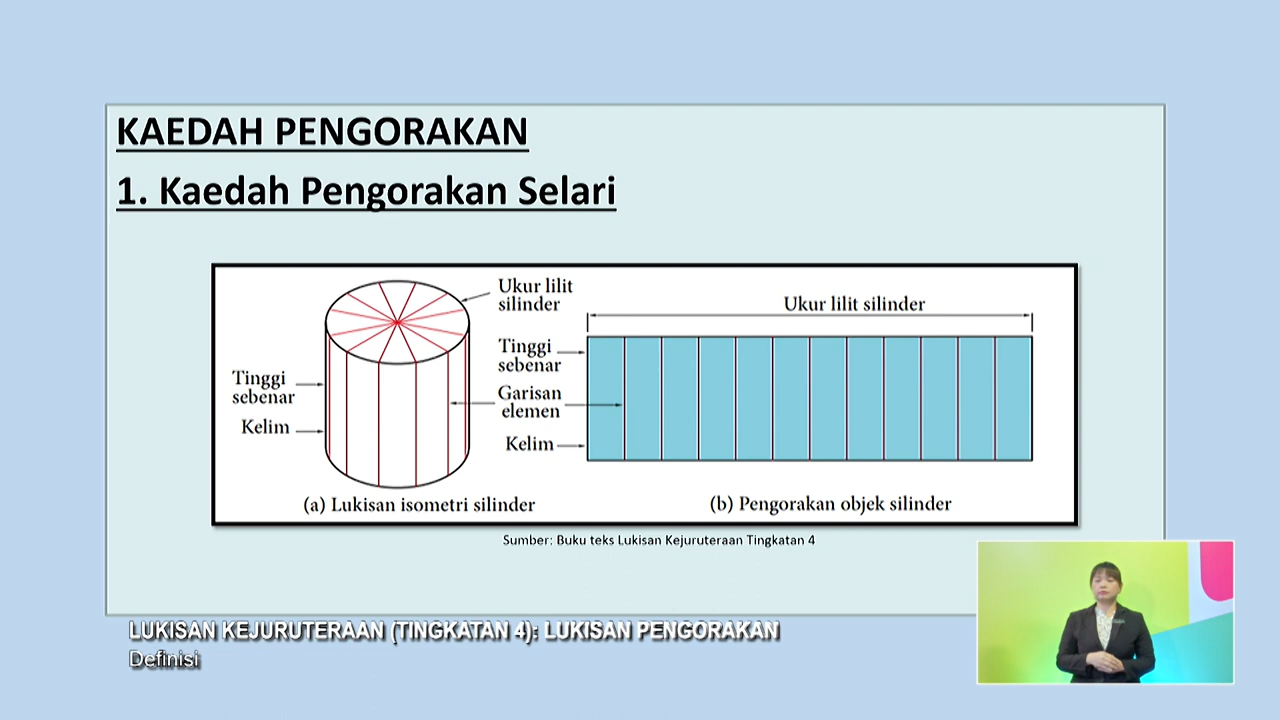 KAEDAH PENGORAKAN
1. Kaedah Pengorakan Selari
Ukur lilit
silinder
Tinggi
sebenar
Kelim
(a) Lukisan isometri silinder
Ukur lilit silinder
Tinggi
sebenar
Garisan
elemen
Kelim
(b) Pengorakan objek silinder
Sumber: Buku teks Lukisan Kejuruteraan Tingkatan 4
LUKISAN KEJURUTERAAN (TINGKATAN 4): LUKISAN PENGORAKAN
Definisi